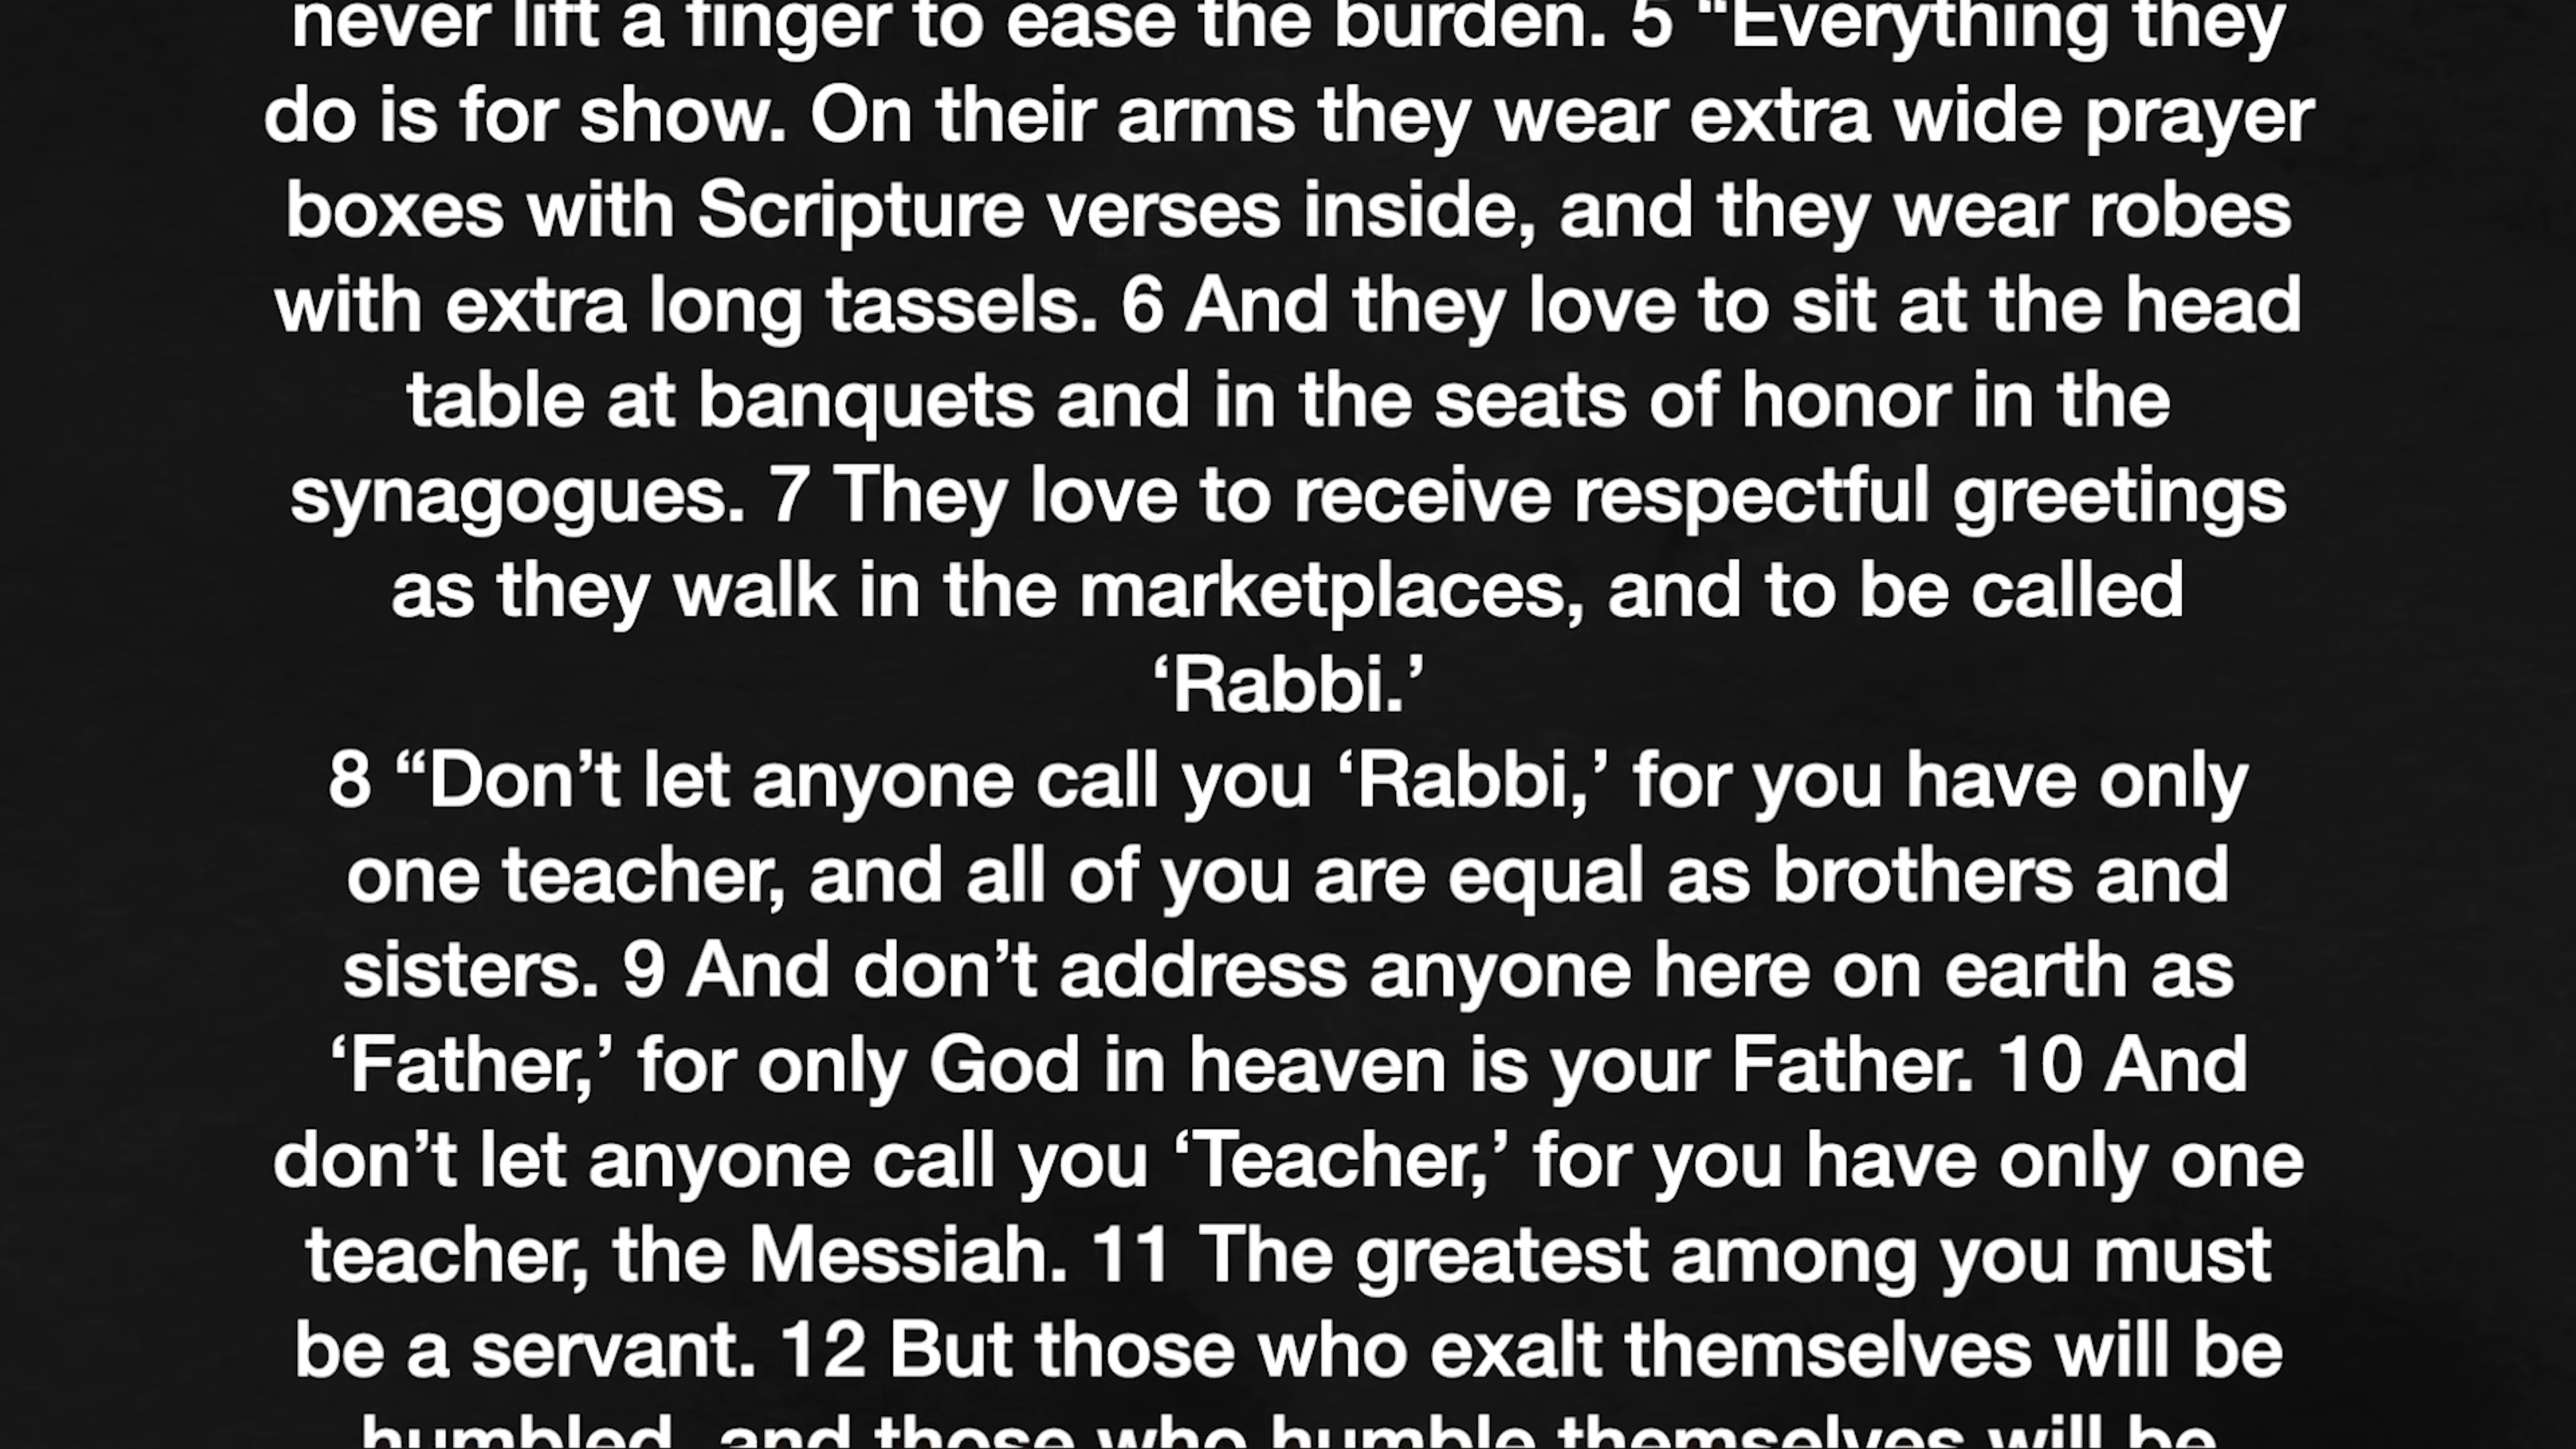 never lift a finger to ease the burden. 5 “Everything they
do is for show. On their arms they wear extra wide prayer
boxes with Scripture verses inside, and they wear robes
with extra long tassels. 6 And they love to sit at the head
table at banquets and in the seats of honor in the
synagogues. 7 They love to receive respectful greetings
as they walk in the marketplaces, and to be called
‘Rabbi.’
8 “Don’t let anyone call you ‘Rabbi,’ for you have only
one teacher, and all of you are equal as brothers and
sisters. 9 And don’t address anyone here on earth as
‘Father,’ for only God in heaven is your Father. 10 And
don’t let anyone call you ‘Teacher,’ for you have only one
teacher, the Messiah. 11 The greatest among you must
be a servant. 12 But those who exalt themselves will be
humbled, and those who humble themselves will be